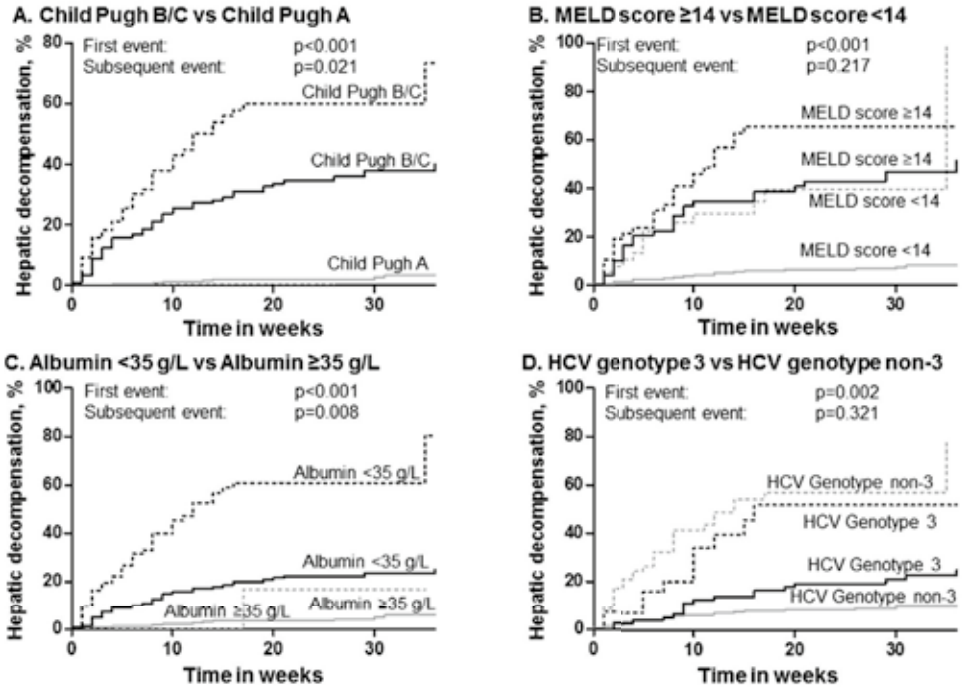 A. Child Pugh B/C vs Child Pugh A
Hepatic decompensation, %
80
60
40
20
0
First event: p<0.001
Subsequent event: p=0.021
Child Pugh B/C
Child Pugh B/C
Child Pugh A
0 10 20 30
Time in weeks
B. MELD score ≥14 vs MELD score <14
Hepatic decompensation, %
100
80
60
40
20
0
First event: p<0.001
Subsequent event: p=0.217
MELD score ≥14
MELD score ≥14
MELD score <14
MELD score <14
0 10 20 30
Time in weeks
C. Albumin <35 g/L vs Albumin ≥35 g/L
Hepatic decompensation, %
100
80
60
40
20
0
First event: p<0.001
Subsequent event: p=0.008
Albumin <35 g/L
Albumin <35 g/L
Albumin ≥35 g/L
Albumin ≥35 g/L
0 10 20 30
Time in weeks
D. HCV genotype 3 vs HCV genotype non-3
Hepatic decompensation, %
100
80
60
40
20
0
First event: p=0.002
Subsequent event: p=0.321
HCV Genotype non-3
HCV Genotype 3
HCV Genotype 3
HCV Genotype non-3
0 10 20 30
Time in weeks